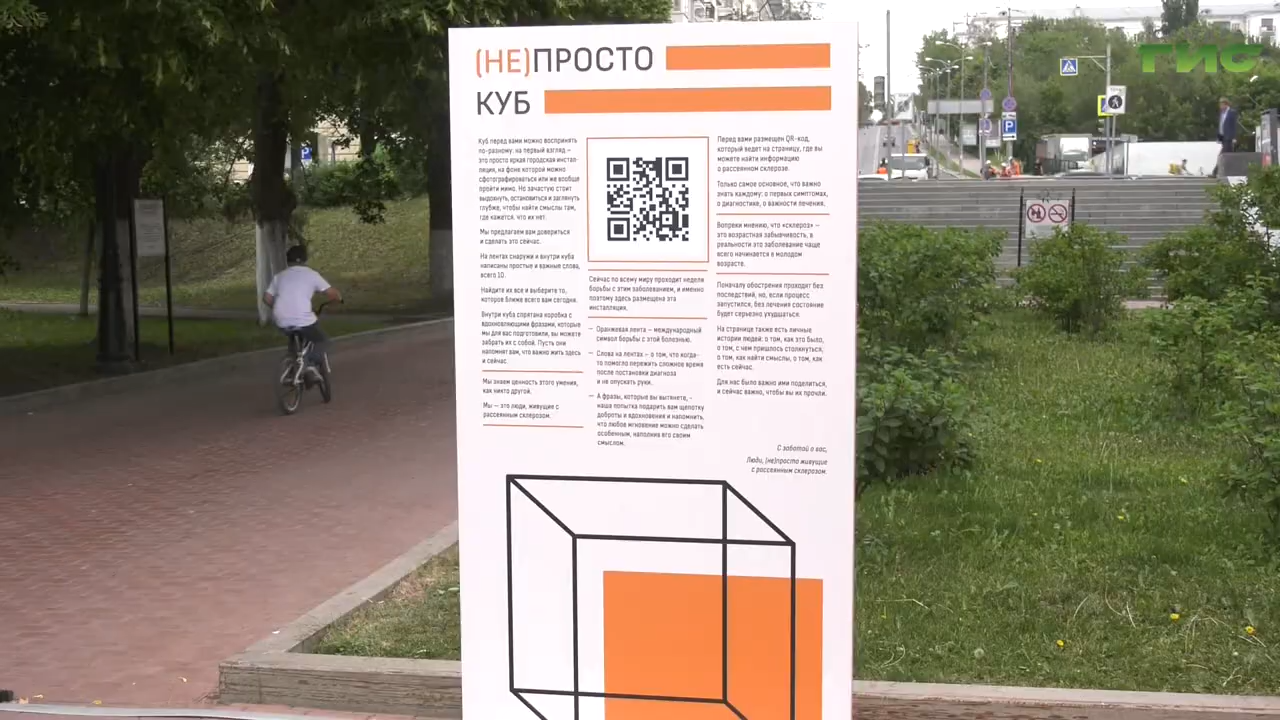 (НЕ)ПРОСТО
КУБ
Куб перед вами можно воспринять
по-разному: на первый взгляд –
это просто яркая городская инстал-
ляция, на фоне которой можно
сфотографироваться или же вообще
пройти мимо. Но зачастую стоит
выдохнуть, остановиться и заглянуть
глубже, чтобы найти смыслы там,
где кажется, что их нет.
Мы предлагаем вам довериться
и сделать это сейчас.
На лентах снаружи и внутри куба
написаны простые и важные слова,
всего 10.
Найдите их все и выберите то,
которое ближе всего вам сегодня.
Внутри куба спрятана коробка с
вдохновляющими фразами, которые
мы для вас подготовили, вы можете
забрать их с собой. Пусть они
напомнят вам, что важно жить здесь
и сейчас.
Мы знаем ценность этого умения,
как никто другой.
Мы — это люди, живущие с
рассеянным склерозом.
Сейчас по всему миру проходит неделя
борьбы с этим заболеванием, и именно
поэтому здесь размещена эта
инсталляция.
— Оранжевая лента – международный
символ борьбы с этой болезнью.
— Слова на лентах – о том, что когда-
то помогло пережить сложное время
после постановки диагноза
и не опускать руки.
— А фразы, которые вы вытянете, -
наша попытка подарить вам щепотку
доброты и вдохновения и напомнить,
что любое мгновение можно сделать
особенным, наполнив его своим
смыслом.
Перед вами размещен QR-код,
который ведет на страницу, где вы
можете найти информацию
о рассеянном склерозе.
Только самое основное, что важно
знать каждому: о первых симптомах,
о диагностике, о важности лечения.
Вопреки мнению, что «склероз» –
это возрастная забывчивость, в
реальности это заболевание чаще
всего начинается в молодом
возрасте.
Поначалу обострения проходят без
последствий, но, если процесс
запустился, без лечения состояние
будет серьезно ухудшаться.
На странице также есть личные
истории людей: о том, как это было,
о том, с чем пришлось столкнуться,
о том, как найти смыслы, о том, как
есть сейчас.
Для нас было важно ими поделиться,
и сейчас важно, чтобы вы их прочли.
С заботой о вас,
Люди, (не)просто живущие
с рассеянным склерозом.
ГИС
P
P